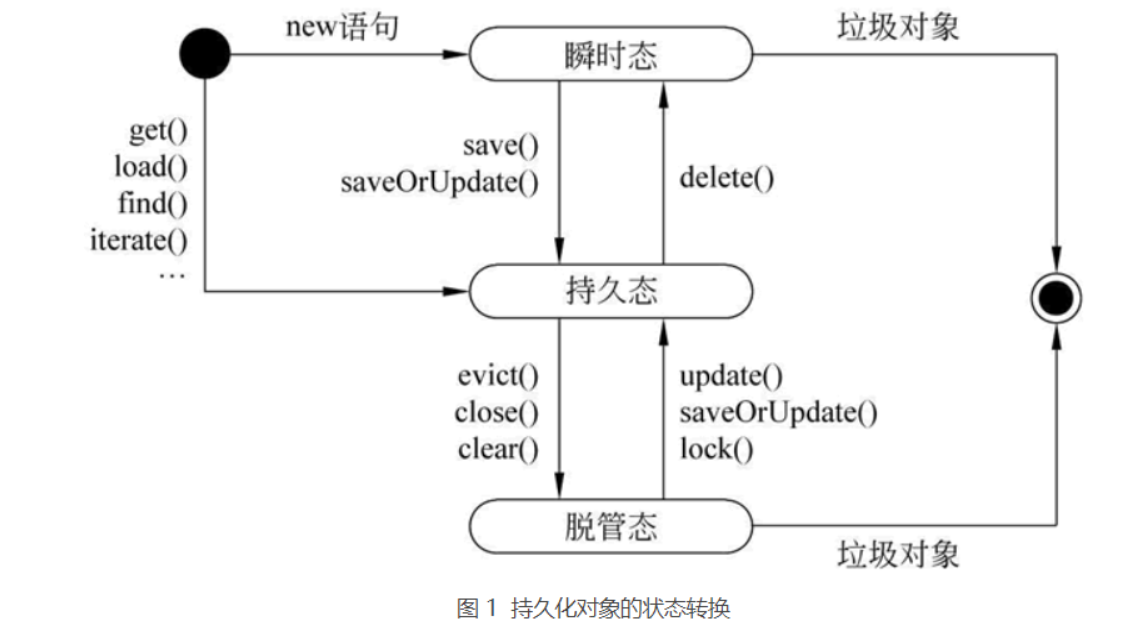 new语句
瞬时态
垃圾对象
get()
load()
find()
iterate()
…
save()
saveOrUpdate()
delete()
持久态
evict()
close()
clear()
update()
saveOrUpdate()
lock()
脱管态
垃圾对象
图 1 持久化对象的状态转换